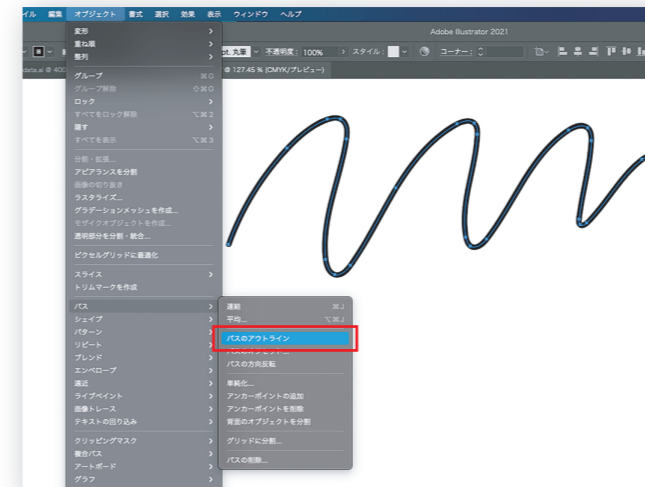 イル 編集 オブジェクト 書式 選択 効果 表示 ウィンドウ ヘルプ
Adobe Illustrator 2021
pt. 丸筆 不透明度： 100% スタイル： コーナー：
data.ai @ 400
@ 127.45 % (CMYK/プレビュー)
変形
重ね順
整列
グループ ⌘G
グループ解除 ⇧⌘G
ロック
すべてをロック解除 ⌥⌘2
隠す
すべてを表示 ⌥⌘3
分割・拡張...
アピアランスを分割
画像の切り抜き
ラスタライズ...
グラデーションメッシュを作成...
モザイクオブジェクトを作成...
透明部分を分割・統合...
ピクセルグリッドに最適化
スライス
トリムマークを作成
パス
シェイプ
パターン
リピート
ブレンド
エンベロープ
遠近
ライブペイント
画像トレース
テキストの回り込み
クリッピングマスク
複合パス
アートボード
グラフ
連結 ⌘J
平均... ⌥⌘J
パスのアウトライン
パスのオフセット...
パスの方向反転
単純化...
アンカーポイントの追加
アンカーポイントを削除
背面のオブジェクトを分割
グリッドに分割...
パスの削除...